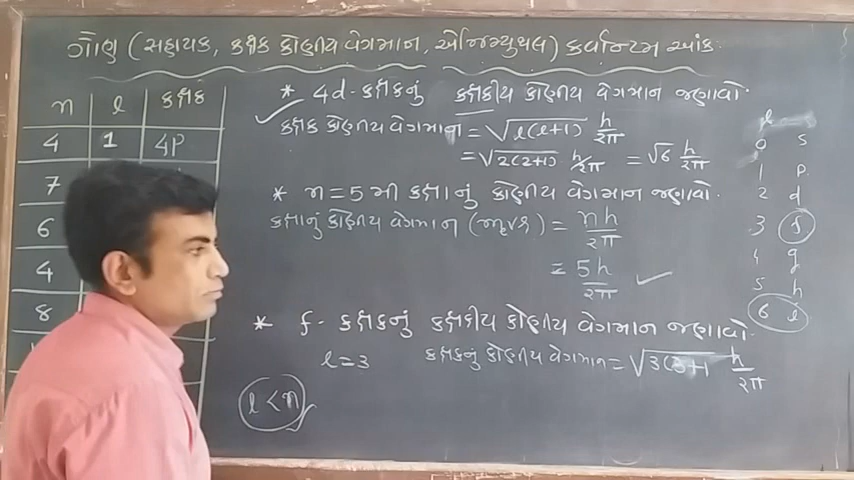 ગૌણ (સહાયક, કક્ષક કોણીય વેગમાન, એજિમ્યુથલ) ક્વોન્ટમ આંક.
n l કક્ષક
4 1 4P
7
6
4
8
* 4d - કક્ષકનું કક્ષકીય કોણીય વેગમાન જણાવો.
કક્ષક કોણીય વેગમાન = √l(l+1) h/2π
= √2(2+1) h/2π = √6 h/2π
* n = 5 મી કક્ષાનું કોણીય વેગમાન જણાવો.
કક્ષાનું કોણીય વેગમાન = nh/2π
= 5h/2π
* f - કક્ષકનું કક્ષકીય કોણીય વેગમાન જણાવો.
l = 3 કક્ષકનું કોણીય વેગમાન = √3(3+1 h/2π
l < n
l
0 s
1 p
2 d
3 f
4 g
5 h
6 i